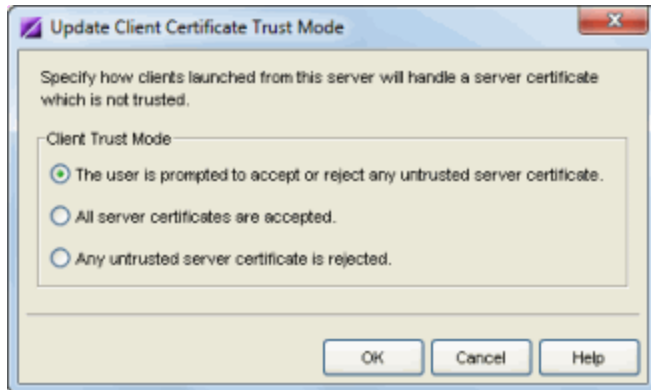 Update Client Certificate Trust Mode
Specify how clients launched from this server will handle a server certificate
which is not trusted.
Client Trust Mode
The user is prompted to accept or reject any untrusted server certificate.
All server certificates are accepted.
Any untrusted server certificate is rejected.
OK Cancel Help